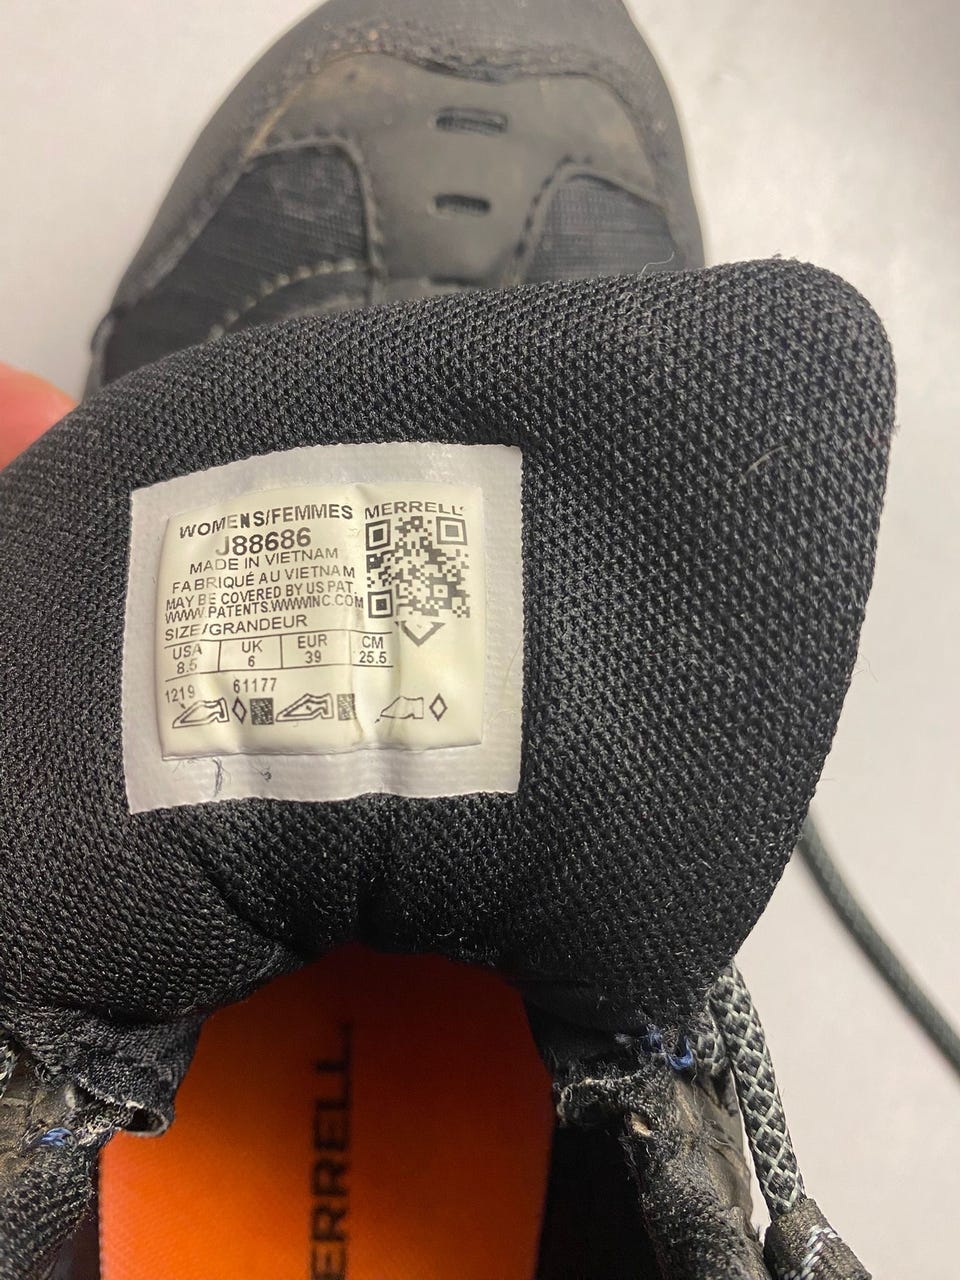 WOMENS/FEMMES
MERRELL
J88686
MADE IN VIETNAM
FABRIQUÉ AU VIETNAM
MAY BE COVERED BY US PAT.
WWW.PATENTS.WWWINC.COM
SIZE/GRANDEUR
USA UK EUR CM
8.5 6 39 25.5
1219 61177
MERRELL